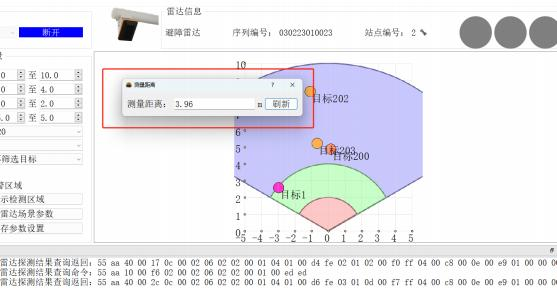 雷达信息
断开
避障雷达 序列编号: 030223010023 站点编号: 2
至 10.0
至 4.0
至 2.0
至 5.0
测量距离
测量距离: 3.96 m 刷新
筛选目标
区域
示检测区域
雷达场景参数
存参数设置
目标202
目标203
目标200
目标1
10
8
7
6
5
4
3
2
1
0
-5 -4 -3 -2 -1 0 1 2 3 4 5
雷达探测结果查询返回: 55 aa 40 00 17 0c 00 02 06 02 02 00 01 04 01 00 d4 fe 02 01 02 00 f0 ff 04 00 c8 00 0e 00 e9 01 00 00
雷达探测结果查询命令: 55 aa 10 00 f6 02 00 02 06 02 02 00 01 00 ed ed
雷达探测结果查询返回: 55 aa 40 00 2c 0c 00 02 06 02 02 00 01 04 01 00 d6 fe 03 01 0d 00 f7 ff 04 00 c8 00 0e 00 e9 01 00 00